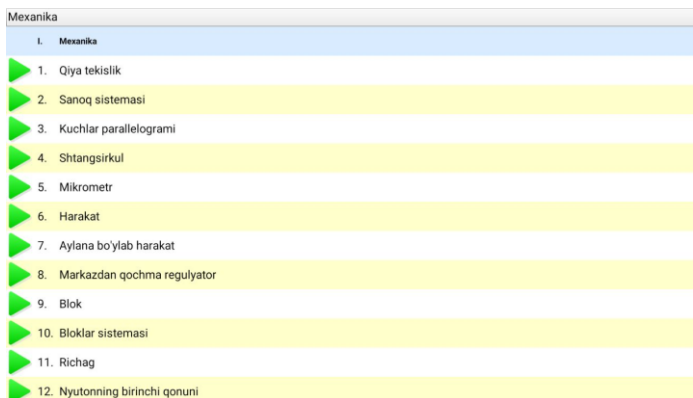 Mexanika
I. Mexanika
1. Qiya tekislik
2. Sanoq sistemasi
3. Kuchlar parallelogrami
4. Shtangsirkul
5. Mikrometr
6. Harakat
7. Aylana bo'ylab harakat
8. Markazdan qochma regulyator
9. Blok
10. Bloklar sistemasi
11. Richag
12. Nyutonning birinchi qonuni